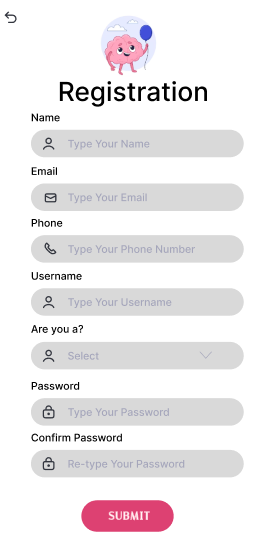 Registration
Name
Type Your Name
Email
Type Your Email
Phone
Type Your Phone Number
Username
Type Your Username
Are you a?
Select
Password
Type Your Password
Confirm Password
Re-type Your Password
SUBMIT